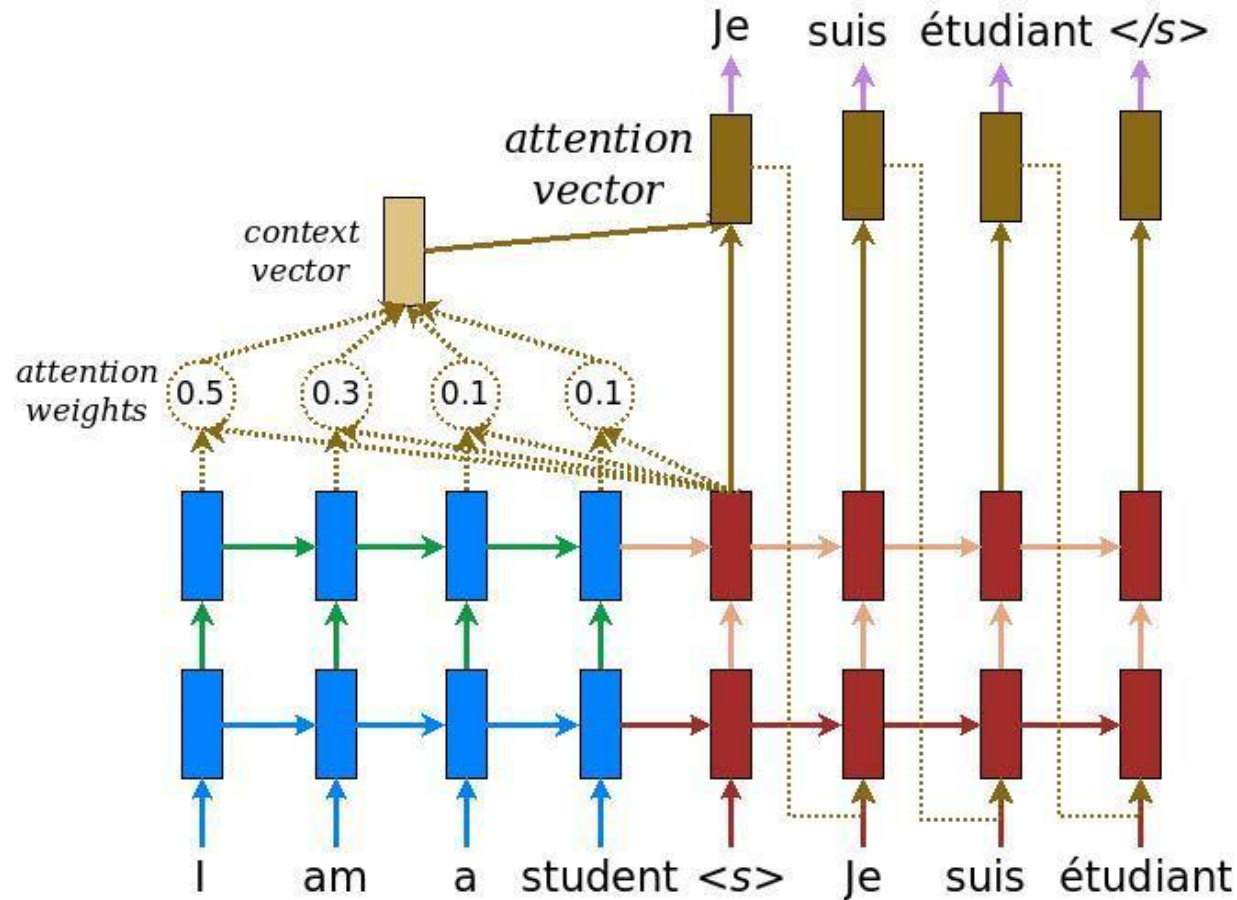 Je suis étudiant </s>
attention
vector
context
vector
attention
weights
0.5 0.3 0.1 0.1
I am a student <s> Je suis étudiant